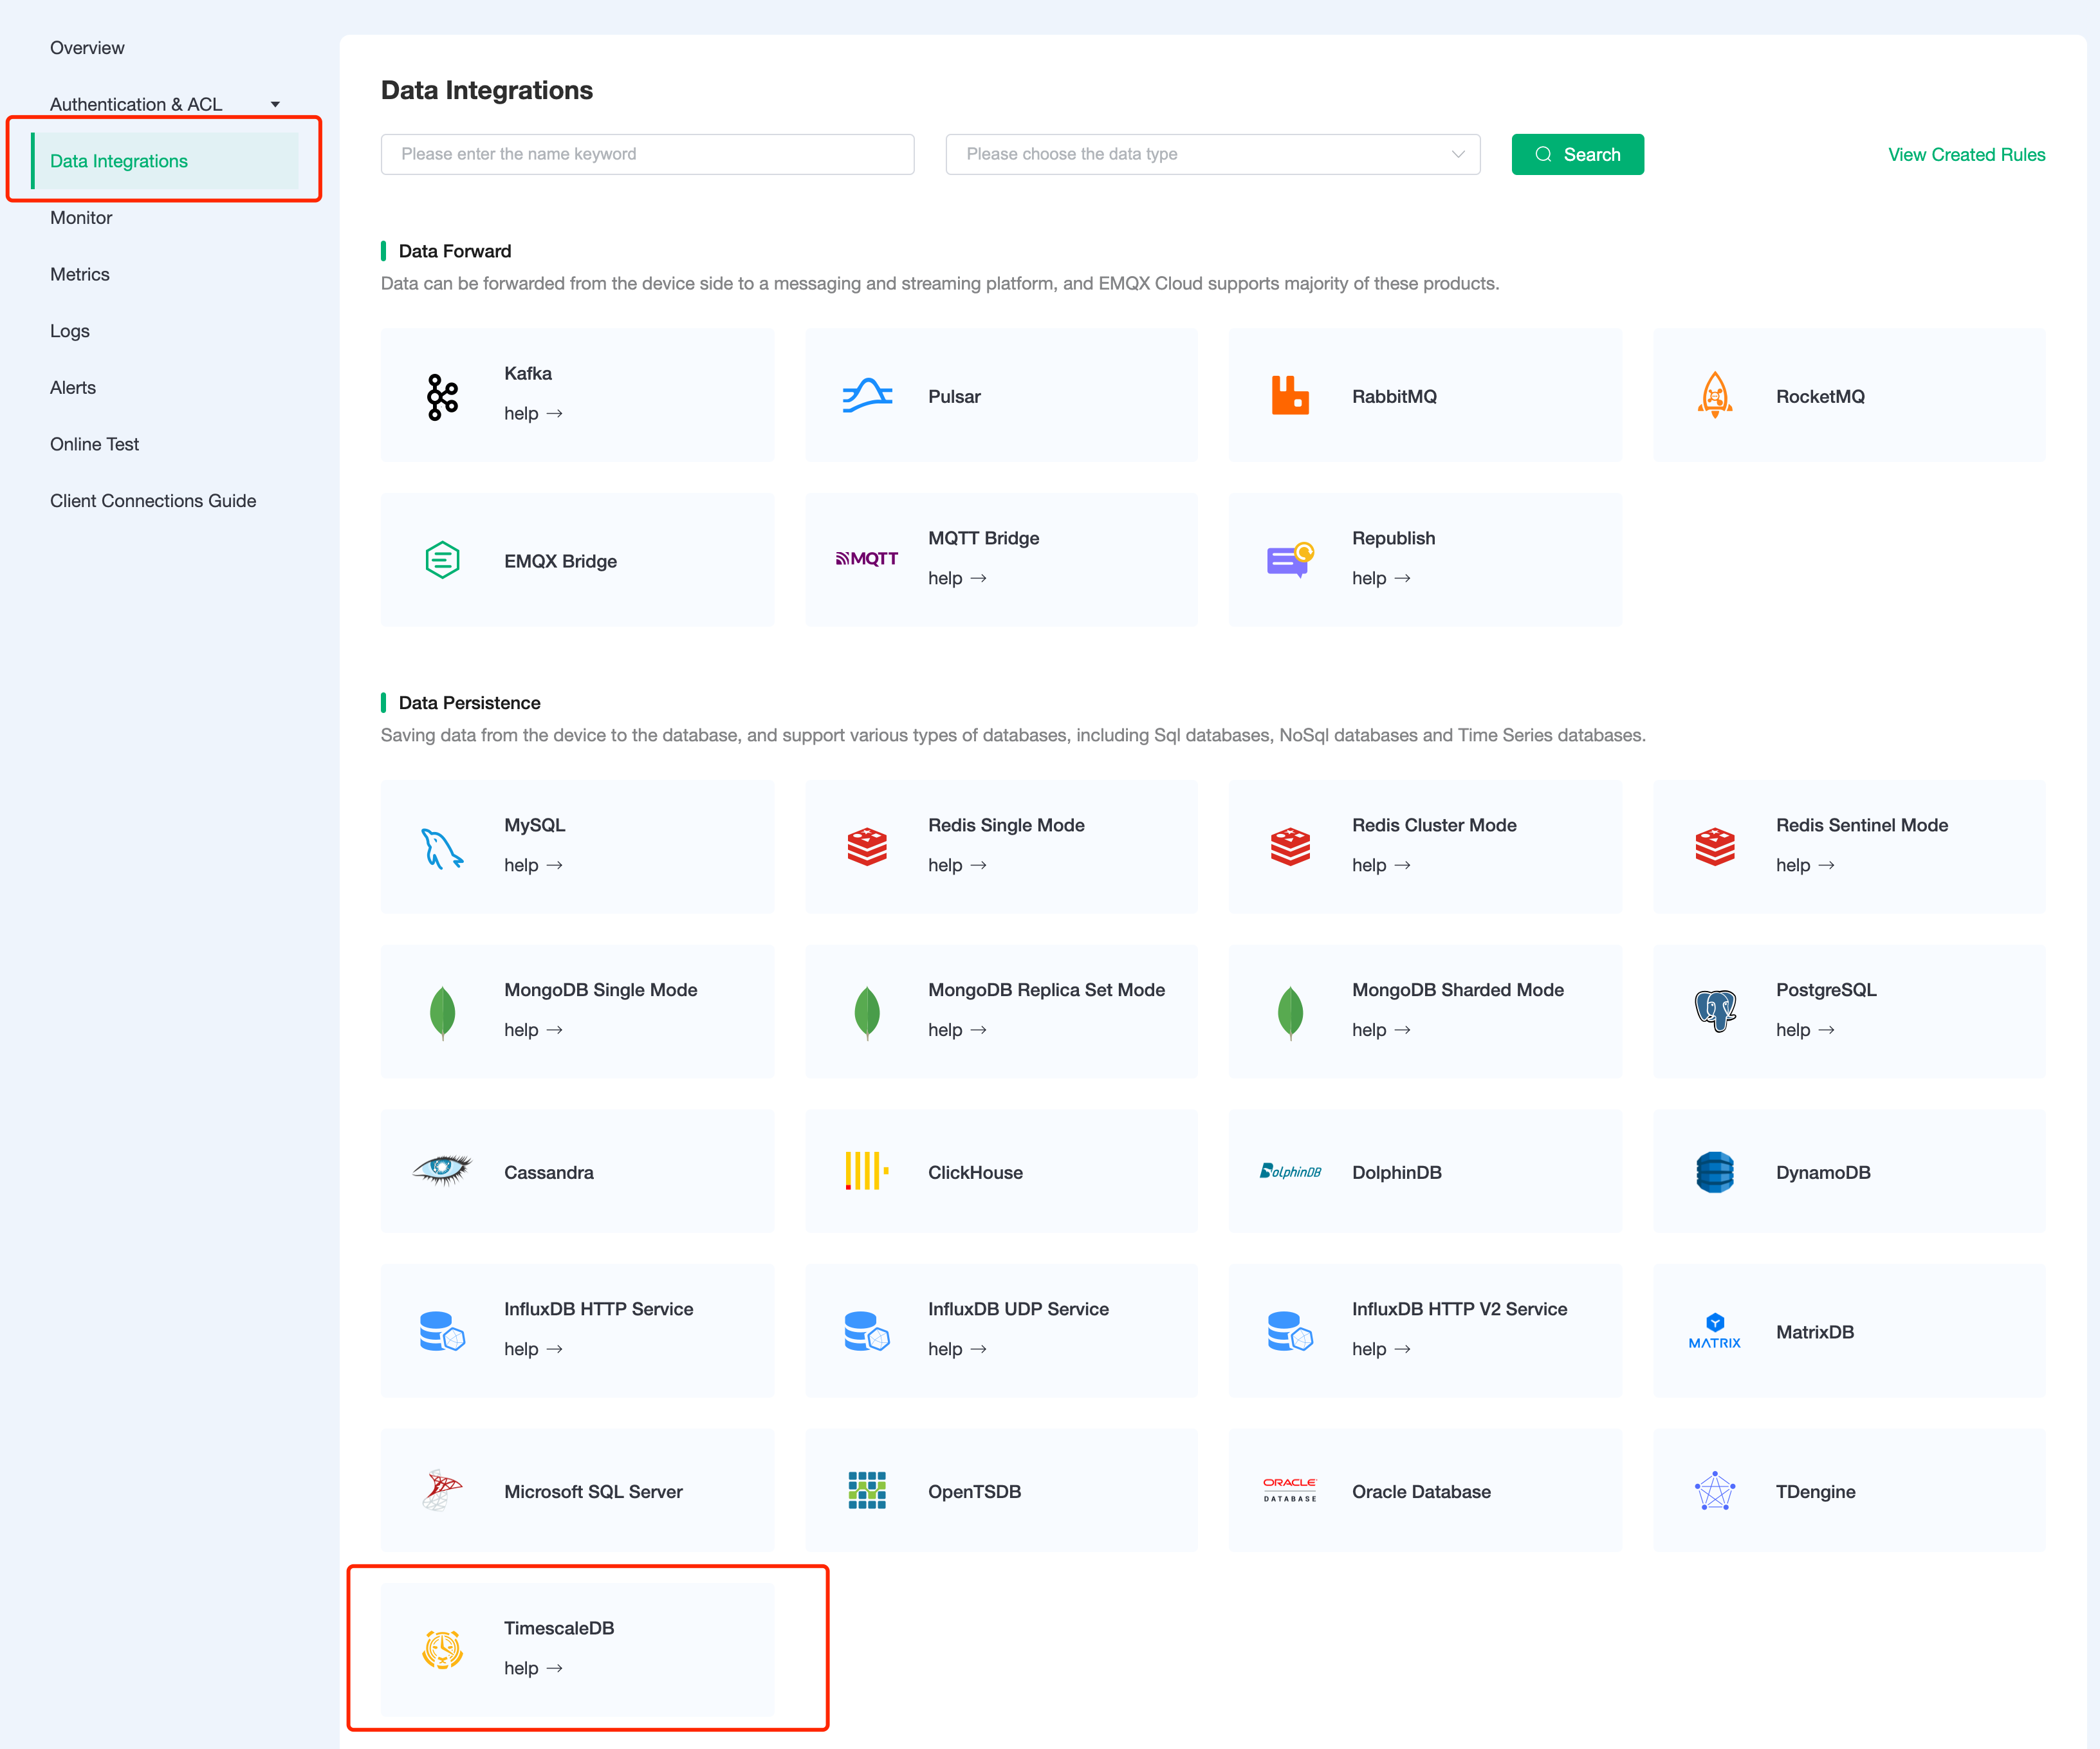 Overview
Authentication & ACL
Data Integrations
Monitor
Metrics
Logs
Alerts
Online Test
Client Connections Guide
Data Integrations
Please enter the name keyword
Please choose the data type
Search
View Created Rules
Data Forward
Data can be forwarded from the device side to a messaging and streaming platform, and EMQX Cloud supports majority of these products.
Kafka
help →
Pulsar
RabbitMQ
RocketMQ
EMQX Bridge
MQTT
MQTT Bridge
help →
Republish
help →
Data Persistence
Saving data from the device to the database, and support various types of databases, including Sql databases, NoSql databases and Time Series databases.
MySQL
help →
Redis Single Mode
help →
Redis Cluster Mode
help →
Redis Sentinel Mode
help →
MongoDB Single Mode
help →
MongoDB Replica Set Mode
help →
MongoDB Sharded Mode
help →
PostgreSQL
help →
Cassandra
ClickHouse
DolphinDB
DolphinDB
DynamoDB
InfluxDB HTTP Service
help →
InfluxDB UDP Service
help →
InfluxDB HTTP V2 Service
help →
MATRIX
MatrixDB
Microsoft SQL Server
OpenTSDB
ORACLE
DATABASE
Oracle Database
TDengine
TimescaleDB
help →